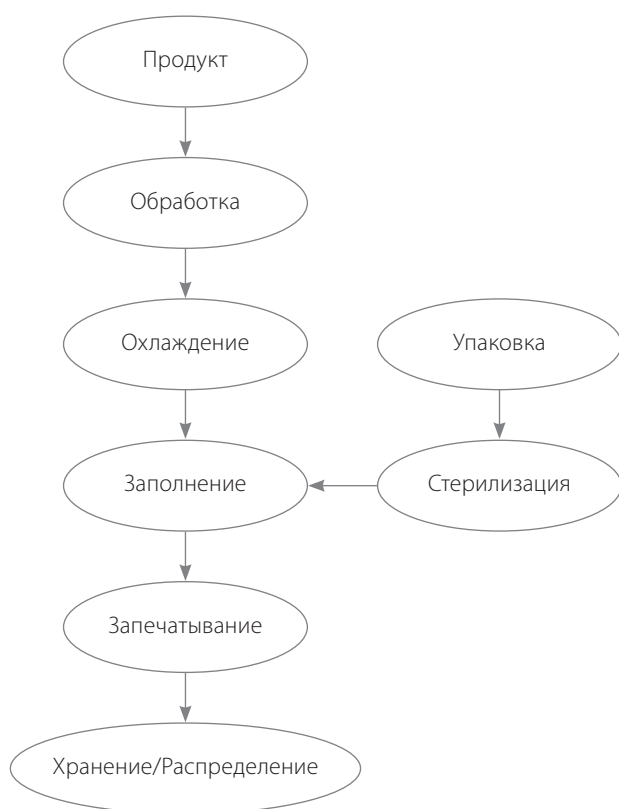 Продукт
Обработка
Охлаждение
Упаковка
Заполнение
Стерилизация
Запечатывание
Хранение/Распределение